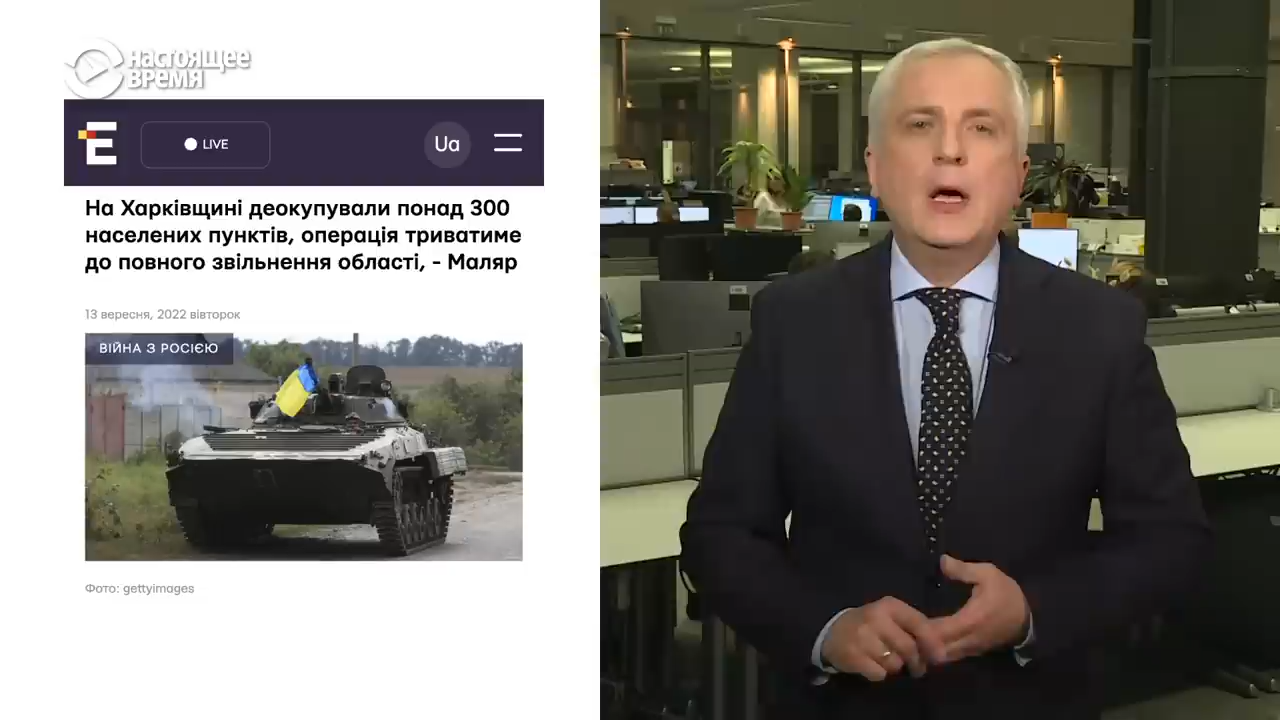 настоящее
время
E
LIVE
Ua
На Харківщині деокупували понад 300
населених пунктів, операція триватиме
до повного звільнення області, - Маляр
13 вересня, 2022 вівторок
ВІЙНА З РОСІЄЮ
Фото: gettyimages